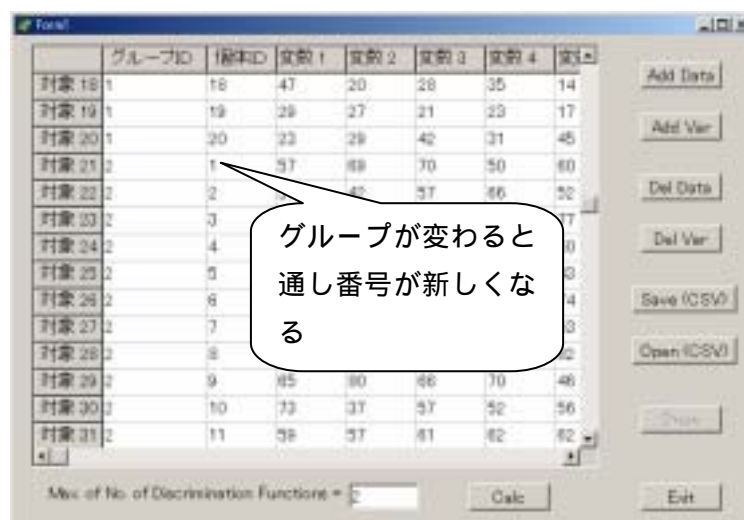 Form1
グループID 個体ID 変数 1 変数 2 変数 3 変数 4
対象 18 1 18 47 20 28 35 14
対象 19 1 19 29 27 21 23 17
対象 20 1 20 23 29 42 31 45
対象 21 2 1 57 69 70 50 60
対象 22 2 2 57 66 52
対象 23 2 3
対象 24 2 4
対象 25 2 5
対象 26 2 6
対象 27 2 7
対象 28 2 8
対象 29 2 9 65 80 66 70 46
対象 30 2 10 73 37 57 52 56
対象 31 2 11 59 57 61 62 62
グループが変わると
通し番号が新しくな
る
Add Data
Add Var
Del Data
Del Var
Save (CSV)
Open (CSV)
Max of No. of Discrimination Functions = 2
Calc
Exit